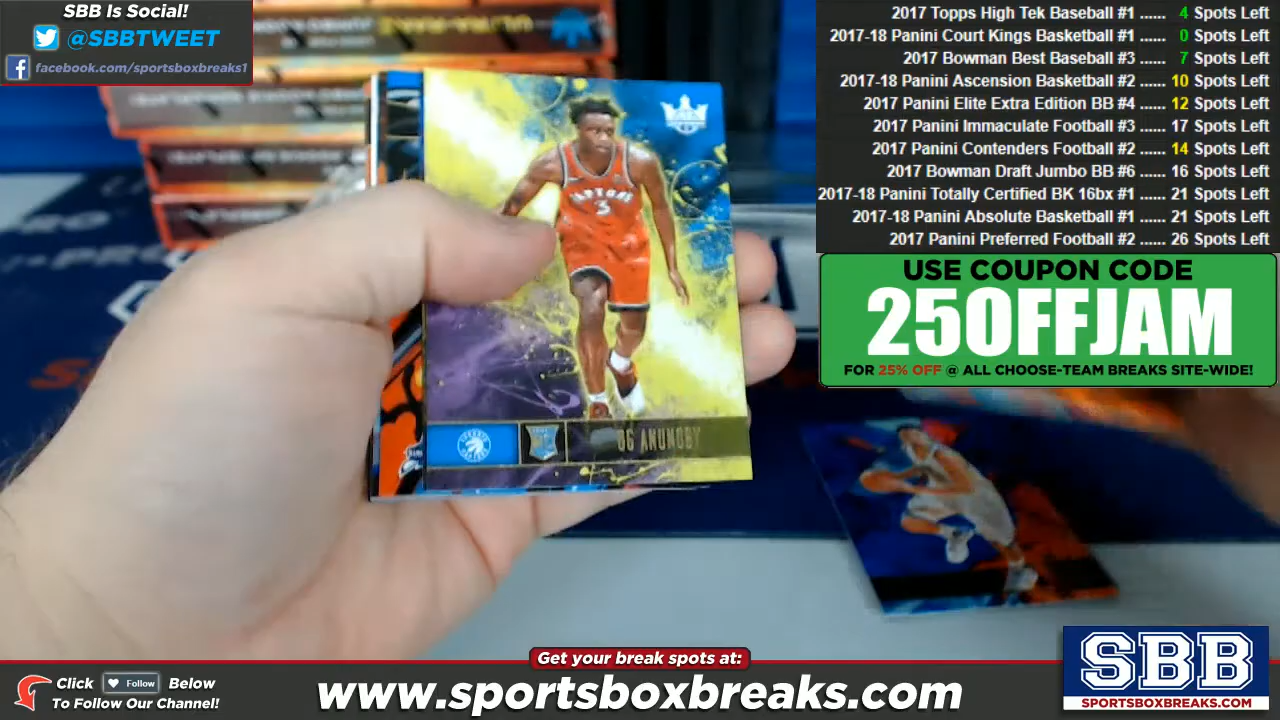 SBB Is Social!
@SBBTWEET
facebook.com/sportsboxbreaks1
2017 Topps High Tek Baseball #1 ...... 4 Spots Left
2017-18 Panini Court Kings Basketball #1 ...... 0 Spots Left
2017 Bowman Best Baseball #3 ...... 7 Spots Left
2017-18 Panini Ascension Basketball #2 ...... 10 Spots Left
2017 Panini Elite Extra Edition BB #4 ...... 12 Spots Left
2017 Panini Immaculate Football #3 ...... 17 Spots Left
2017 Panini Contenders Football #2 ...... 14 Spots Left
2017 Bowman Draft Jumbo BB #6 ...... 16 Spots Left
2017-18 Panini Totally Certified BK 16bx #1 ...... 21 Spots Left
2017-18 Panini Absolute Basketball #1 ...... 21 Spots Left
2017 Panini Preferred Football #2 ...... 26 Spots Left
USE COUPON CODE
25OFFJAM
FOR 25% OFF @ ALL CHOOSE-TEAM BREAKS SITE-WIDE!
RAPTORS
3
OG ANUNOBY
Get your break spots at:
Click Follow Below
To Follow Our Channel!
www.sportsboxbreaks.com
SBB
SPORTSBOXBREAKS.COM